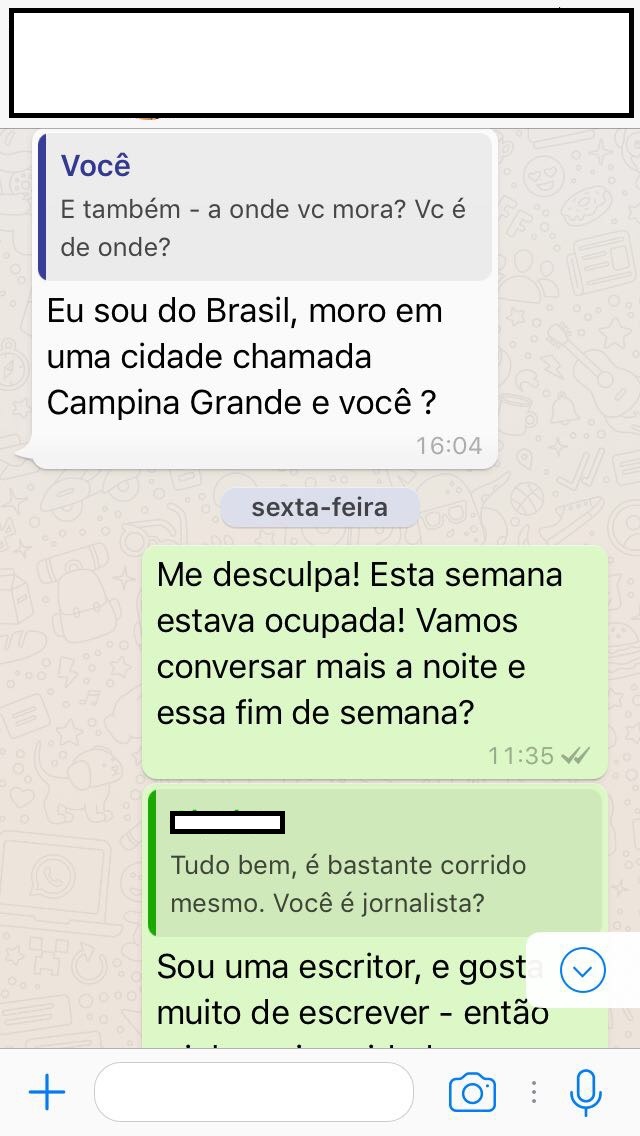 Você
E também - a onde vc mora? Vc é
de onde?
Eu sou do Brasil, moro em
uma cidade chamada
Campina Grande e você ?
16:04
sexta-feira
Me desculpa! Esta semana
estava ocupada! Vamos
conversar mais a noite e
essa fim de semana?
11:35
Tudo bem, é bastante corrido
mesmo. Você é jornalista?
Sou uma escritor, e gost
muito de escrever - então